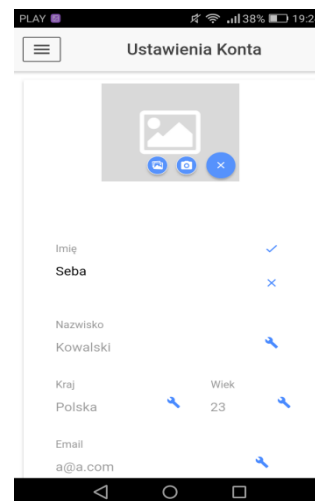 PLAY 38% 19:2
Ustawienia Konta
Imię
Seba
Nazwisko
Kowalski
Kraj Wiek
Polska 23
Email
a@a.com